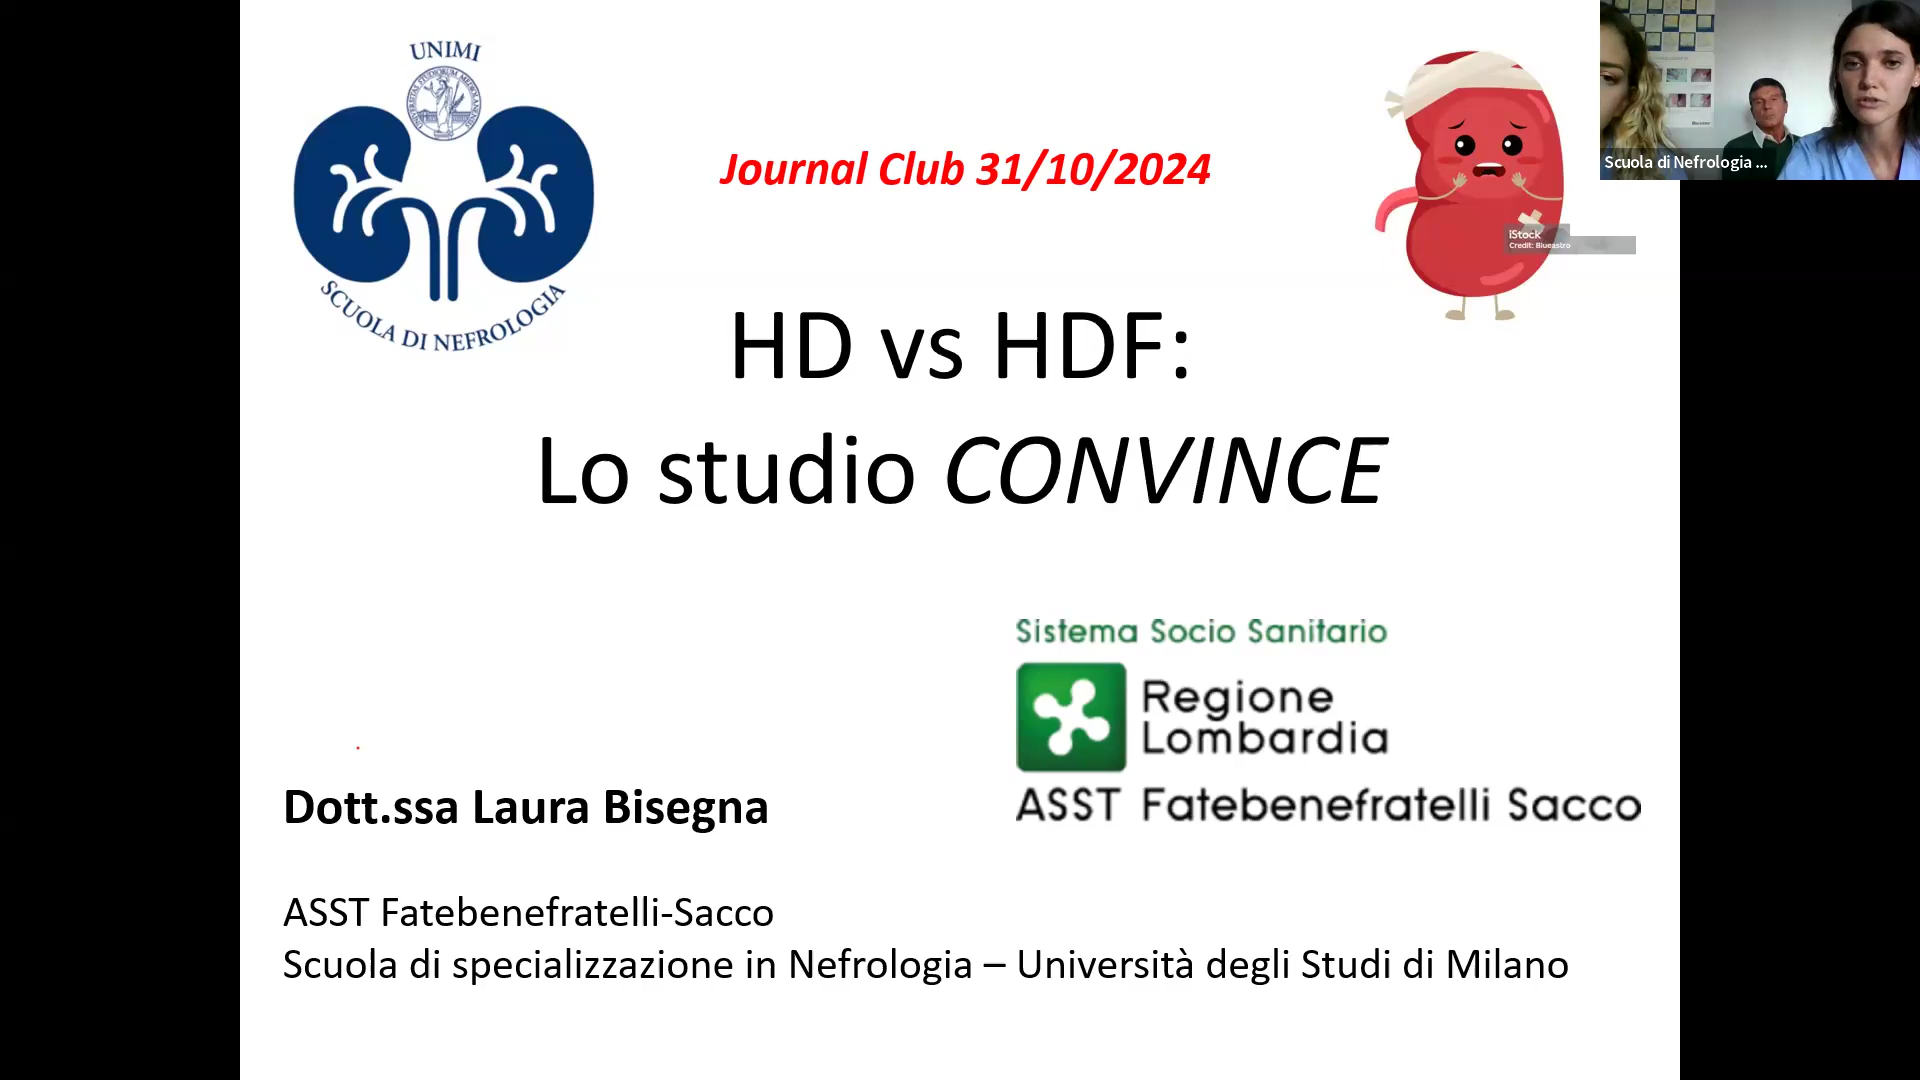 UNIMI
SCUOLA DI NEFROLOGIA
Journal Club 31/10/2024
iStock
Credit: Blueastro
Scuola di Nefrologia ...
HD vs HDF:
Lo studio CONVINCE
Sistema Socio Sanitario
Regione
Lombardia
ASST Fatebenefratelli Sacco
Dott.ssa Laura Bisegna
ASST Fatebenefratelli-Sacco
Scuola di specializzazione in Nefrologia – Università degli Studi di Milano